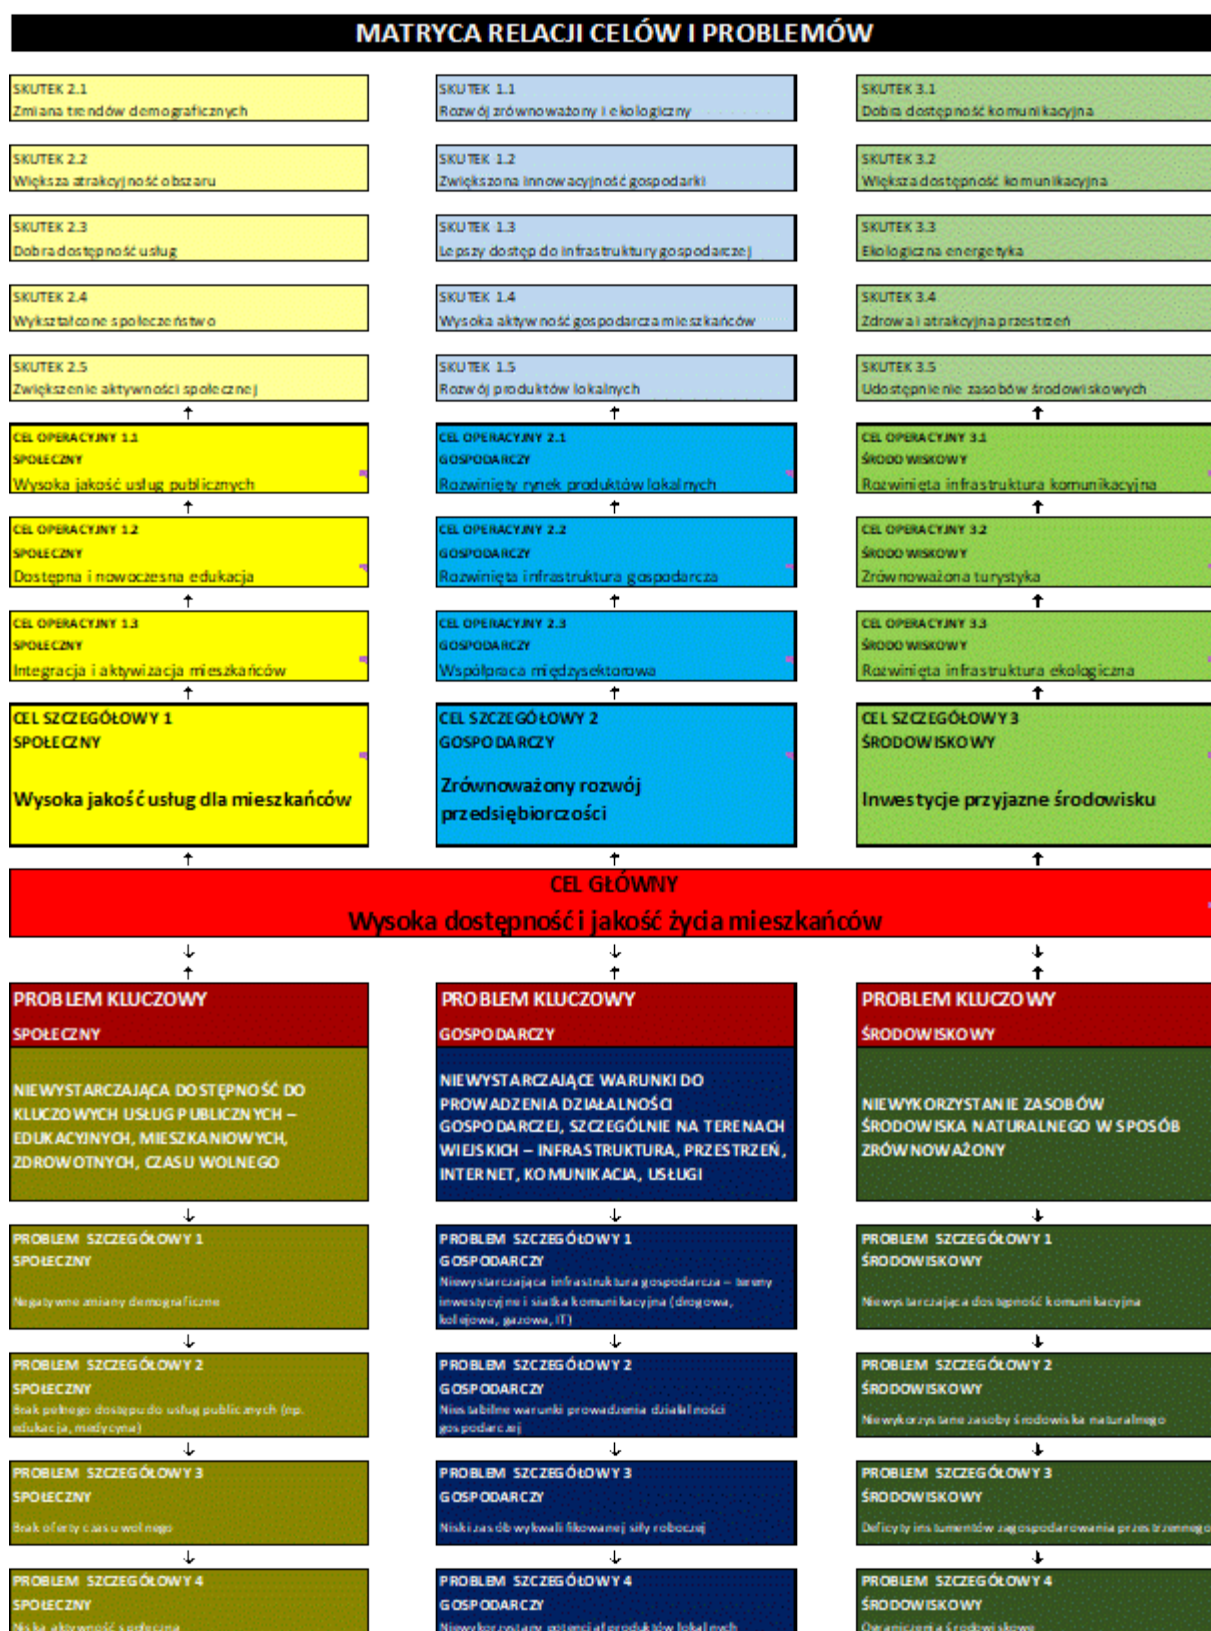 MATRYCA RELACJI CELÓW I PROBLEMÓW
SKUTEK 2.1
Zmiana trendów demograficznych
SKUTEK 1.1
Rozwój zrównoważony i ekologiczny
SKUTEK 3.1
Dobra dostępność komunikacyjna
SKUTEK 2.2
Większa atrakcyjność obszaru
SKUTEK 1.2
Zwiększona innowacyjność gospodarki
SKUTEK 3.2
Większa dostępność komunikacyjna
SKUTEK 2.3
Dobra dostępność usług
SKUTEK 1.3
Lepszy dostęp do infrastruktury gospodarczej
SKUTEK 3.3
Ekologiczna energetyka
SKUTEK 2.4
Wykształcone społeczeństwo
SKUTEK 1.4
Wysoka aktywność gospodarcza mieszkańców
SKUTEK 3.4
Zdrowa i atrakcyjna przestrzeń
SKUTEK 2.5
Zwiększenie aktywności społecznej
SKUTEK 1.5
Rozwój produktów lokalnych
SKUTEK 3.5
Udostępnienie zasobów środowiskowych
CEL OPERACYJNY 1.1
SPOŁECZNY
Wysoka jakość usług publicznych
CEL OPERACYJNY 2.1
GOSPODARCZY
Rozwinięty rynek produktów lokalnych
CEL OPERACYJNY 3.1
ŚRODOWISKOWY
Rozwinięta infrastruktura komunikacyjna
CEL OPERACYJNY 1.2
SPOŁECZNY
Dostępna i nowoczesna edukacja
CEL OPERACYJNY 2.2
GOSPODARCZY
Rozwinięta infrastruktura gospodarcza
CEL OPERACYJNY 3.2
ŚRODOWISKOWY
Zrównoważona turystyka
CEL OPERACYJNY 1.3
SPOŁECZNY
Integracja i aktywizacja mieszkańców
CEL OPERACYJNY 2.3
GOSPODARCZY
Współpraca międzysektorowa
CEL OPERACYJNY 3.3
ŚRODOWISKOWY
Rozwinięta infrastruktura ekologiczna
CEL SZCZEGÓŁOWY 1
SPOŁECZNY
Wysoka jakość usług dla mieszkańców
CEL SZCZEGÓŁOWY 2
GOSPODARCZY
Zrównoważony rozwój
przedsiębiorczości
CEL SZCZEGÓŁOWY 3
ŚRODOWISKOWY
Inwestycje przyjazne środowisku
CEL GŁÓWNY
Wysoka dostępność i jakość życia mieszkańców
PROBLEM KLUCZOWY
SPOŁECZNY
NIEWYSTARCZAJĄCA DOSTĘPNOŚĆ DO
KLUCZOWYCH USŁUG PUBLICZNYCH –
EDUKACYJNYCH, MIESZKANIOWYCH,
ZDROWOTNYCH, CZASU WOLNEGO
PROBLEM KLUCZOWY
GOSPODARCZY
NIEWYSTARCZAJĄCE WARUNKI DO
PROWADZENIA DZIAŁALNOŚCI
GOSPODARCZEJ, SZCZEGÓLNIE NA TERENACH
WIEJSKICH – INFRASTRUKTURA, PRZESTRZEŃ,
INTERNET, KOMUNIKACJA, USŁUGI
PROBLEM KLUCZOWY
ŚRODOWISKOWY
NIEWYKORZYSTANIE ZASOBÓW
ŚRODOWISKA NATURALNEGO W SPOSÓB
ZRÓWNOWAŻONY
PROBLEM SZCZEGÓŁOWY 1
SPOŁECZNY
Negatywne zmiany demograficzne
PROBLEM SZCZEGÓŁOWY 1
GOSPODARCZY
Niewystarczająca infrastruktura gospodarcza – tereny
inwestycyjne i siatka komunikacyjna (drogowa,
kolejowa, gazowa, IT)
PROBLEM SZCZEGÓŁOWY 1
ŚRODOWISKOWY
Niewystarczająca dostępność komunikacyjna
PROBLEM SZCZEGÓŁOWY 2
SPOŁECZNY
Brak pełnego dostępu do usług publicznych (np.
edukacja, medycyna)
PROBLEM SZCZEGÓŁOWY 2
GOSPODARCZY
Niestabilne warunki prowadzenia działalności
gospodarczej
PROBLEM SZCZEGÓŁOWY 2
ŚRODOWISKOWY
Niewykorzystane zasoby środowiska naturalnego
PROBLEM SZCZEGÓŁOWY 3
SPOŁECZNY
Brak oferty czasu wolnego
PROBLEM SZCZEGÓŁOWY 3
GOSPODARCZY
Niski zasób wykwalifikowanej siły roboczej
PROBLEM SZCZEGÓŁOWY 3
ŚRODOWISKOWY
Deficyty instumentów zagospodarowania przestrzennego
PROBLEM SZCZEGÓŁOWY 4
SPOŁECZNY
Niska aktywność społeczna
PROBLEM SZCZEGÓŁOWY 4
GOSPODARCZY
Niewykorzystany potencjał produktów lokalnych
PROBLEM SZCZEGÓŁOWY 4
ŚRODOWISKOWY
Ograniczenia środowiskowe